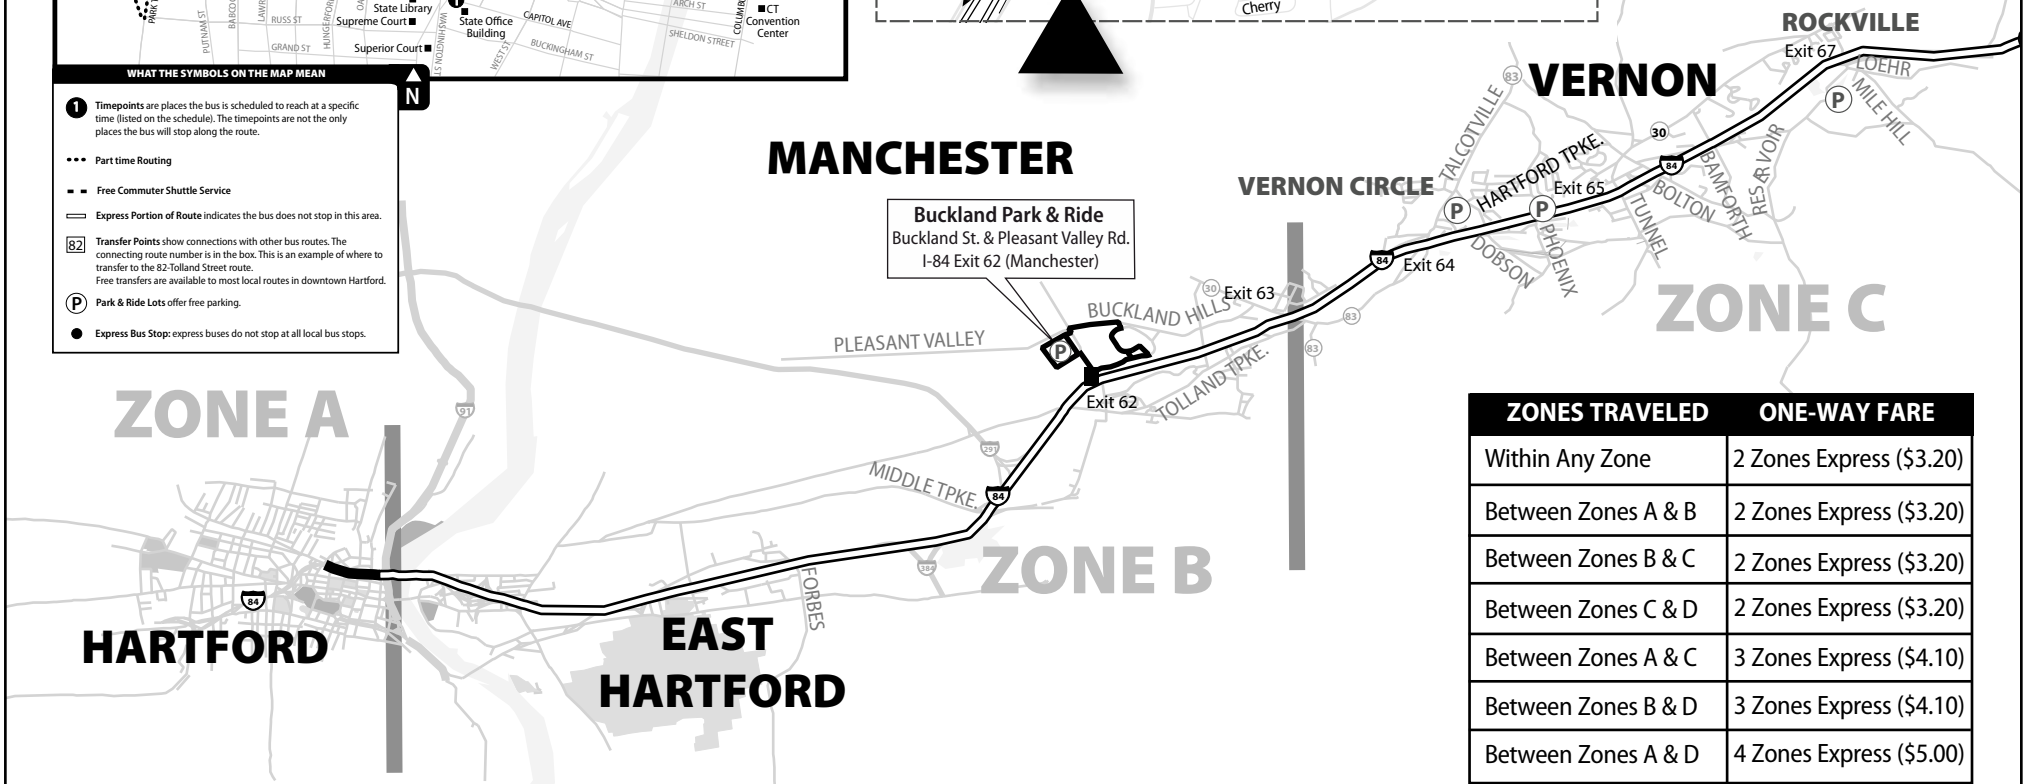 PARK T
PUTNAM ST
BABCO
LAWR
RUSS ST
GRAND ST
HUNGERFOR
OA
State Library
Supreme Court
Superior Court
WASHINGTON ST
1
State Office
Building
WEST ST
CAPITOL AVE
BUCKINGHAM ST
ARCH ST
SHELDON STREET
COLUMB
CT
Convention
Center
Cherry
N
WHAT THE SYMBOLS ON THE MAP MEAN
1 Timepoints are places the bus is scheduled to reach at a specific
time (listed on the schedule). The timepoints are not the only
places the bus will stop along the route.
Part time Routing
Free Commuter Shuttle Service
Express Portion of Route indicates the bus does not stop in this area.
82 Transfer Points show connections with other bus routes. The
connecting route number is in the box. This is an example of where to
transfer to the 82-Tolland Street route.
Free transfers are available to most local routes in downtown Hartford.
P Park & Ride Lots offer free parking.
Express Bus Stop: express buses do not stop at all local bus stops.
ROCKVILLE
Exit 67
LOEHR
MILE HILL
P
VERNON
83
TALCOTVILLE
30
HARTFORD TPKE.
84
RESERVOIR
BAMFORTH
Exit 65
BOLTON
TUNNEL
VERNON CIRCLE
P
P
PHOENIX
DOBSON
84
Exit 64
ZONE C
MANCHESTER
Buckland Park & Ride
Buckland St. & Pleasant Valley Rd.
I-84 Exit 62 (Manchester)
30
Exit 63
BUCKLAND HILLS
83
83
PLEASANT VALLEY
P
TOLLAND TPKE.
Exit 62
ZONE A
91
291
MIDDLE TPKE.
84
384
ZONE B
FORBES
84
HARTFORD
EAST
HARTFORD
ZONES TRAVELED ONE-WAY FARE
Within Any Zone 2 Zones Express ($3.20)
Between Zones A & B 2 Zones Express ($3.20)
Between Zones B & C 2 Zones Express ($3.20)
Between Zones C & D 2 Zones Express ($3.20)
Between Zones A & C 3 Zones Express ($4.10)
Between Zones B & D 3 Zones Express ($4.10)
Between Zones A & D 4 Zones Express ($5.00)